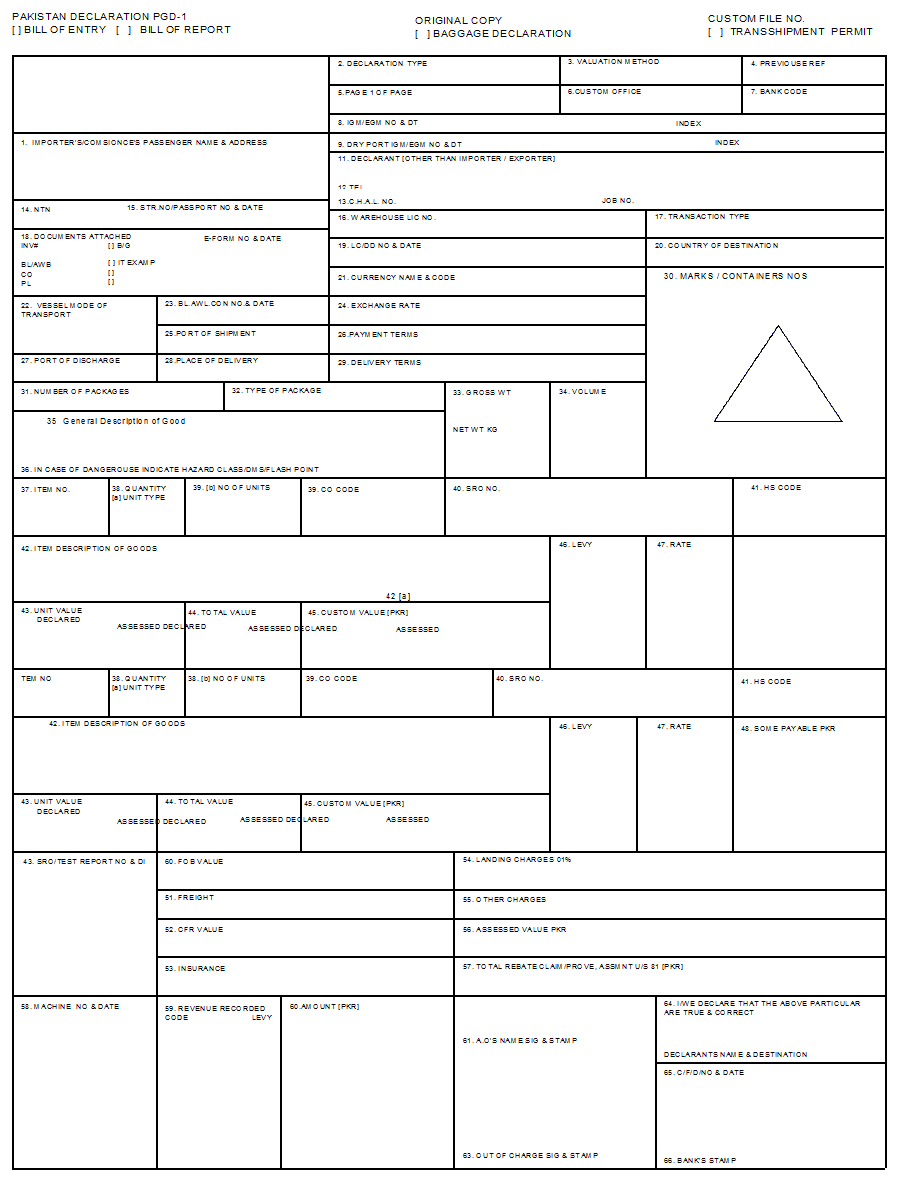 PAKISTAN DECLARATION PGD-1
[ ] BILL OF ENTRY [ ] BILL OF REPORT
ORIGINAL COPY
[ ] BAGGAGE DECLARATION
CUSTOM FILE NO.
[ ] TRANSSHIPMENT PERMIT
2. DECLARATION TYPE
3. VALUATION METHOD
4. PREVIOUSE REF
5.PAGE 1 OF PAGE
6.CUSTOM OFFICE
7. BANK CODE
8. IGM/EGM NO & DT
INDEX
1. IMPORTER'S/COMSIONCE'S PASSENGER NAME & ADDRESS
9. DRY PORT IGM/EGM NO & DT
INDEX
11. DECLARANT [OTHER THAN IMPORTER / EXPORTER]
12 TEL
13.C.H.A.L. NO.
JOB NO.
14. NTN
15. STR.NO/PASSPORT NO & DATE
16. WAREHOUSE LIC NO.
17. TRANSACTION TYPE
18. DOCUMENTS ATTACHED
E-FORM NO & DATE
INV#
[ ] B/G
BL/AWB
[ ] IT EXAMP
CO
[ ]
PL
[ ]
19. LC/DD NO & DATE
20. COUNTRY OF DESTINATION
21. CURRENCY NAME & CODE
30. MARKS / CONTAINERS NOS
22. VESSELMODE OF
TRANSPORT
23. BL.AWL.CON NO.& DATE
24. EXCHANGE RATE
25.PORT OF SHIPMENT
26.PAYMENT TERMS
27. PORT OF DISCHARGE
28.PLACE OF DELIVERY
29. DELIVERY TERMS
31.NUMBER OF PACKAGES
32. TYPE OF PACKAGE
33. GROSS WT
34. VOLUME
35 General Description of Good
NET WT KG
36. IN CASE OF DANGEROUSE INDICATE HAZARD CLASS/DMS/FLASH POINT
37. ITEM NO.
38. QUANTITY
[a] UNIT TYPE
39. [b] NO OF UNITS
39. CO CODE
40. SRO NO.
41. HS CODE
42. ITEM DESCRIPTION OF GOODS
42 [a]
46. LEVY
47. RATE
43. UNIT VALUE
DECLARED
ASSESSED DECLARED
44. TOTAL VALUE
ASSESSED DECLARED
45. CUSTOM VALUE [PKR]
ASSESSED
TEM NO
38. QUANTITY
[a] UNIT TYPE
38. [b] NO OF UNITS
39. CO CODE
40. SRO NO.
41. HS CODE
42. ITEM DESCRIPTION OF GOODS
46. LEVY
47. RATE
48. SOME PAYABLE PKR
43. UNIT VALUE
DECLARED
ASSESSED DECLARED
44. TOTAL VALUE
ASSESSED DECLARED
45. CUSTOM VALUE [PKR]
ASSESSED
43. SRO/TEST REPORT NO & DI
60. FOB VALUE
54. LANDING CHARGES 01%
51. FREIGHT
55. OTHER CHARGES
52. CFR VALUE
56. ASSESSED VALUE PKR
53. INSURANCE
57. TOTAL REBATE CLAIM/PROVE, ASSMNT U/S 81 [PKR]
58. MACHINE NO & DATE
59. REVENUE RECORDED
CODE LEVY
60.AMOUNT [PKR]
61. A.O'S NAME SIG & STAMP
63. OUT OF CHARGE SIG & STAMP
64. I/WE DECLARE THAT THE ABOVE PARTICULAR
ARE TRUE & CORRECT
DECLARANTS NAME & DESTINATION
65. C/F/D/NO & DATE
66. BANK'S STAMP